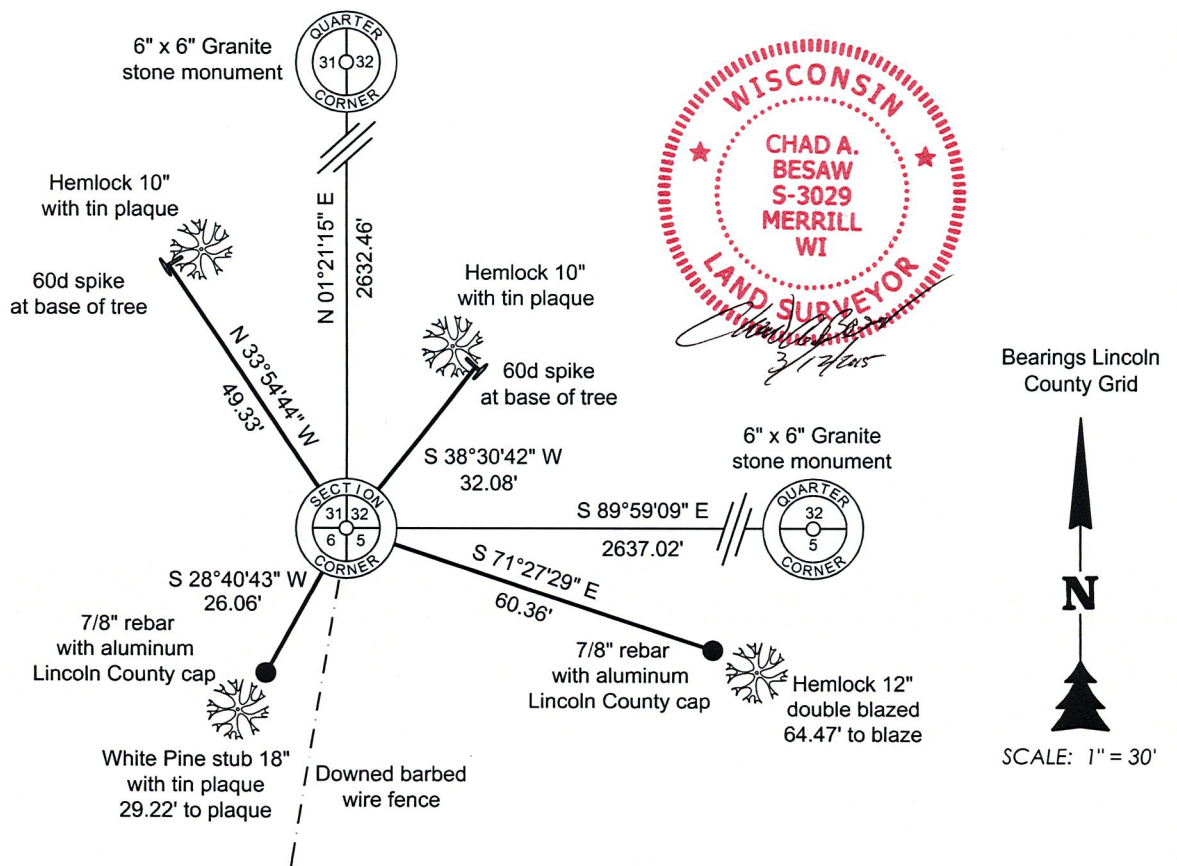 6" x 6" Granite
stone monument
QUARTER
31 32
CORNER
N 01°21'15" E
2632.46'
Hemlock 10"
with tin plaque
60d spike
at base of tree
N 33°54'44" W
49.33'
Hemlock 10"
with tin plaque
60d spike
at base of tree
S 38°30'42" W
32.08'
WISCONSIN
CHAD A.
BESAW
S-3029
MERRILL
WI
LAND SURVEYOR
3/12/2015
Bearings Lincoln
County Grid
N
SCALE: 1" = 30'
6" x 6" Granite
stone monument
QUARTER
32
5
CORNER
S 89°59'09" E
2637.02'
SECTION
31 32
6 5
CORNER
S 71°27'29" E
60.36'
S 28°40'43" W
26.06'
7/8" rebar
with aluminum
Lincoln County cap
7/8" rebar
with aluminum
Lincoln County cap
Hemlock 12"
double blazed
64.47' to blaze
White Pine stub 18"
with tin plaque
29.22' to plaque
Downed barbed
wire fence